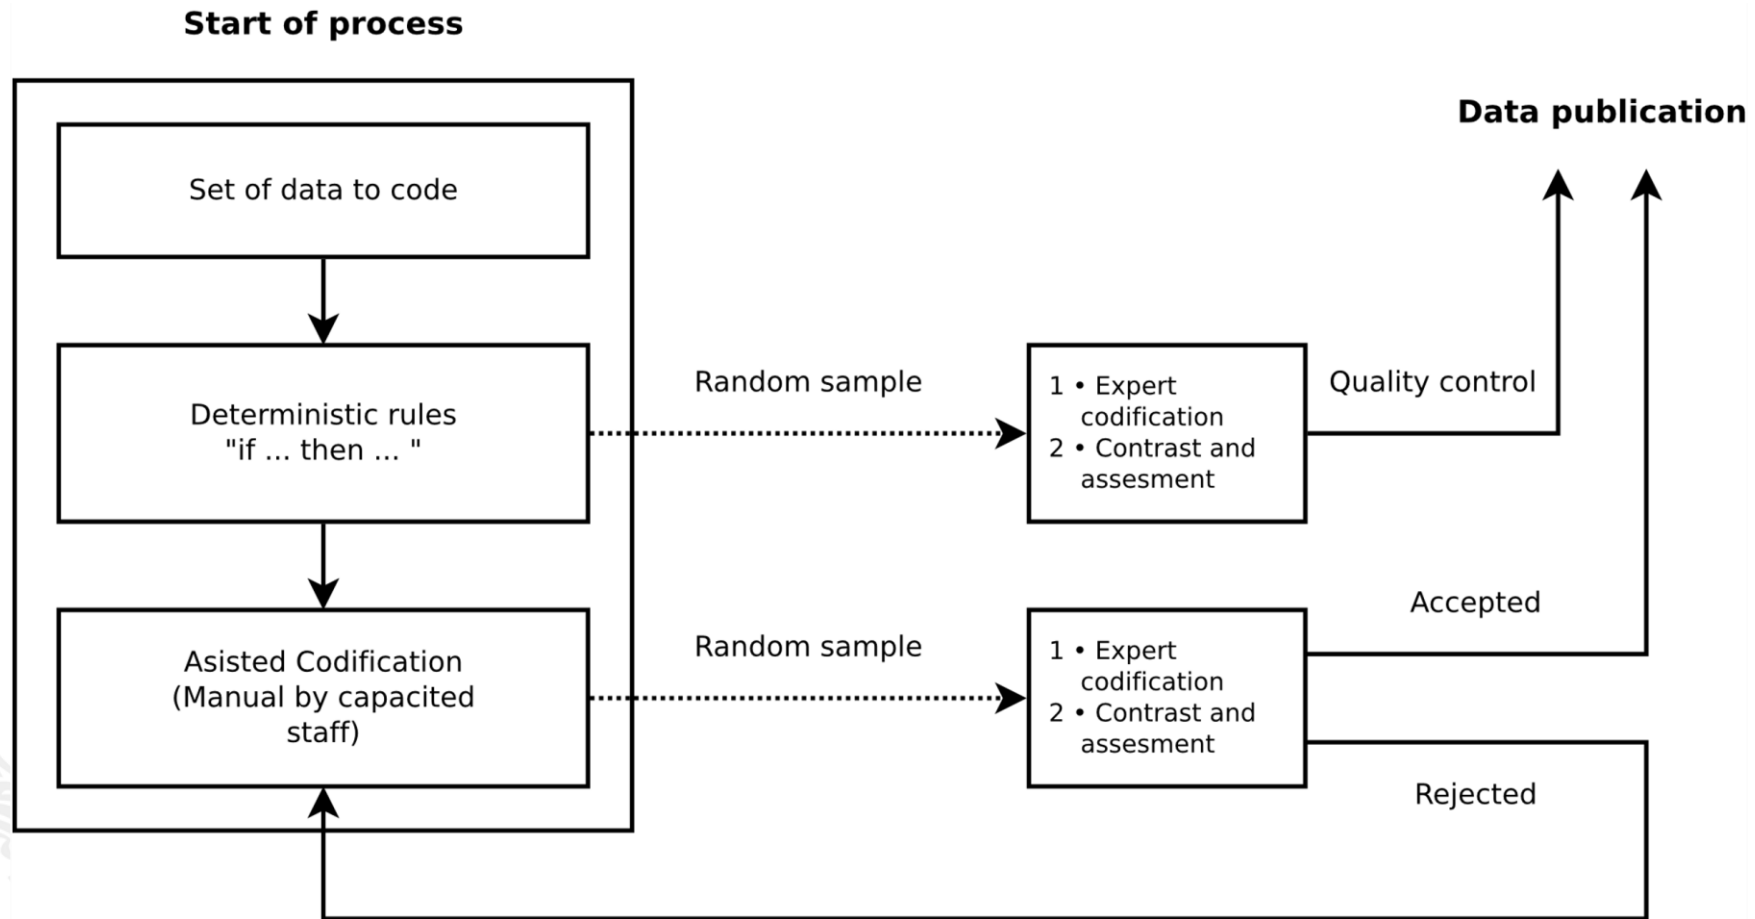 Start of process
Data publication
Set of data to code
Deterministic rules
"if ... then ... "
Random sample
1 • Expert
codification
2 • Contrast and
assesment
Quality control
Asisted Codification
(Manual by capacited
staff)
Random sample
1 • Expert
codification
2 • Contrast and
assesment
Accepted
Rejected